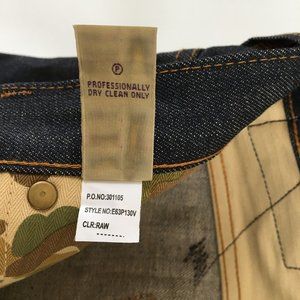 P
PROFESSIONALLY
DRY CLEAN ONLY
P.O.NO:301105
STYLE NO:E63P130V
CLR:RAW